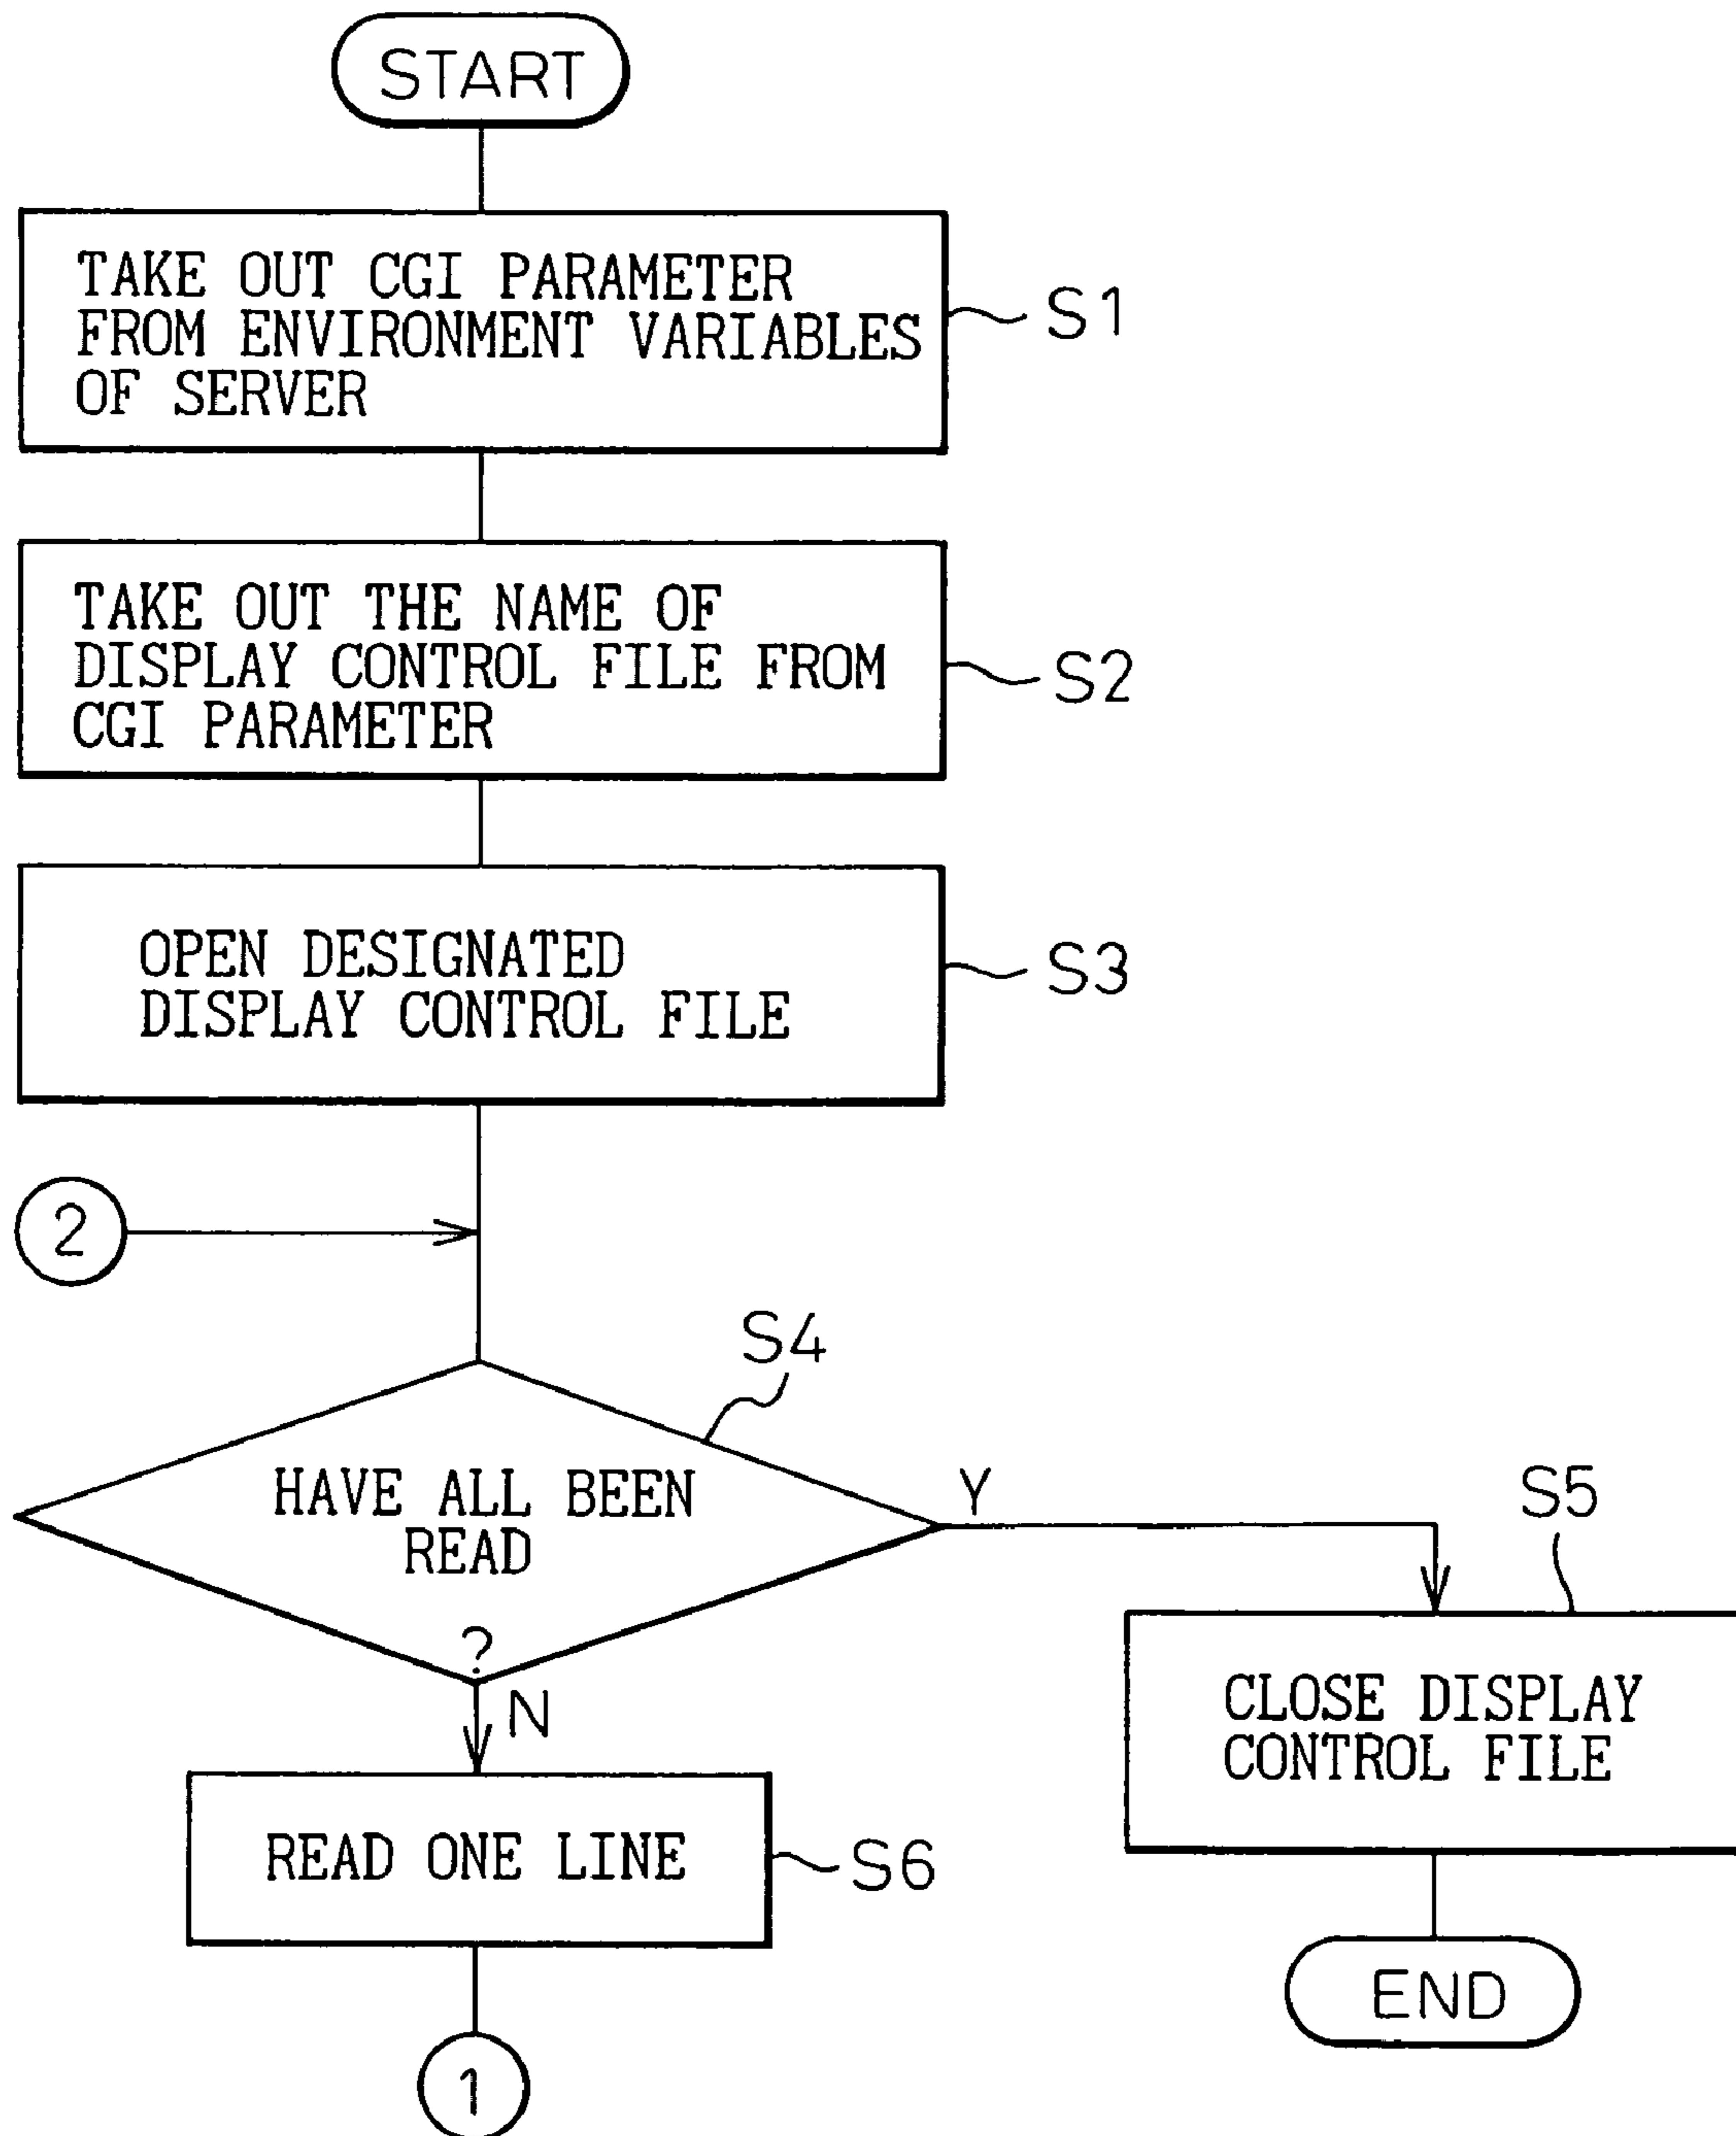 START
TAKE OUT CGI PARAMETER
FROM ENVIRONMENT VARIABLES
OF SERVER
S1
TAKE OUT THE NAME OF
DISPLAY CONTROL FILE FROM
CGI PARAMETER
S2
OPEN DESIGNATED
DISPLAY CONTROL FILE
S3
2
S4
HAVE ALL BEEN
READ
?
Y
N
S5
CLOSE DISPLAY
CONTROL FILE
READ ONE LINE
S6
END
1